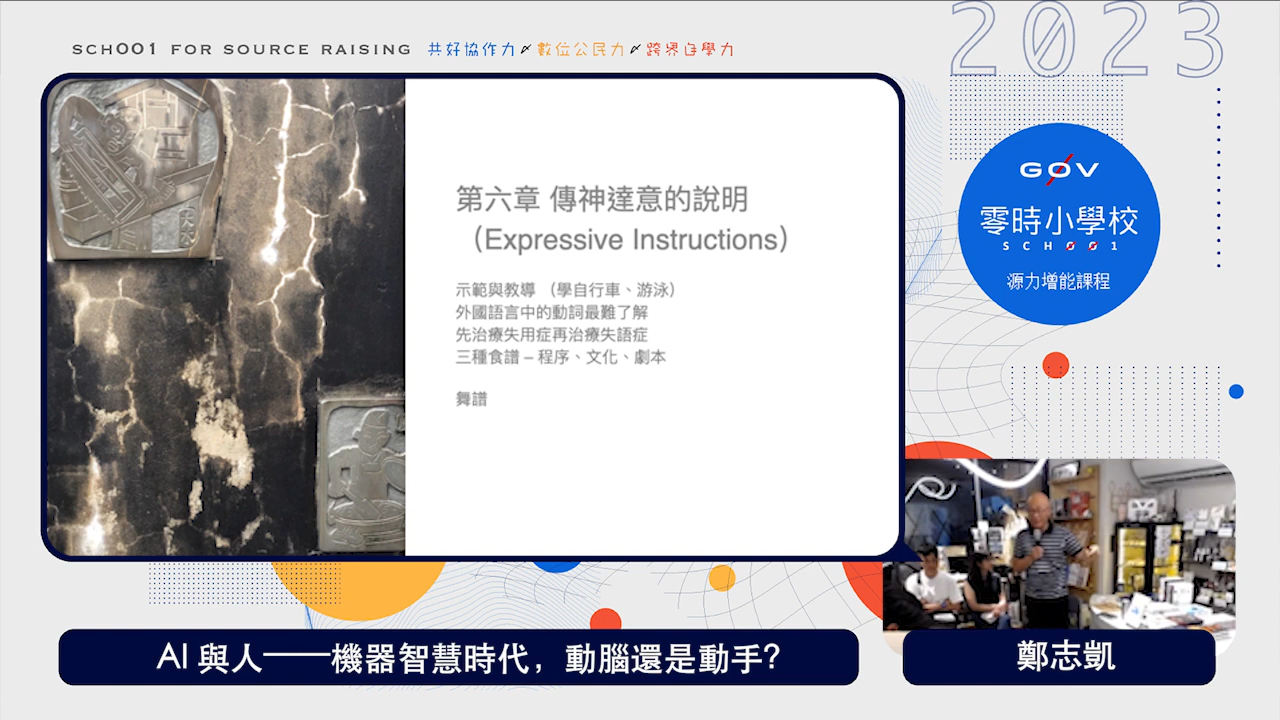 2023
SCH001 FOR SOURCE RAISING 共好協作力 〆 數位公民力 〆 跨界自學力
G0V
零時小學校
SCH001
源力增能課程
第六章 傳神達意的說明
（Expressive Instructions）
示範與教導 （學自行車、游泳）
外國語言中的動詞最難了解
先治療失用症再治療失語症
三種食譜 – 程序、文化、劇本
舞譜
AI 與人——機器智慧時代，動腦還是動手?
鄭志凱